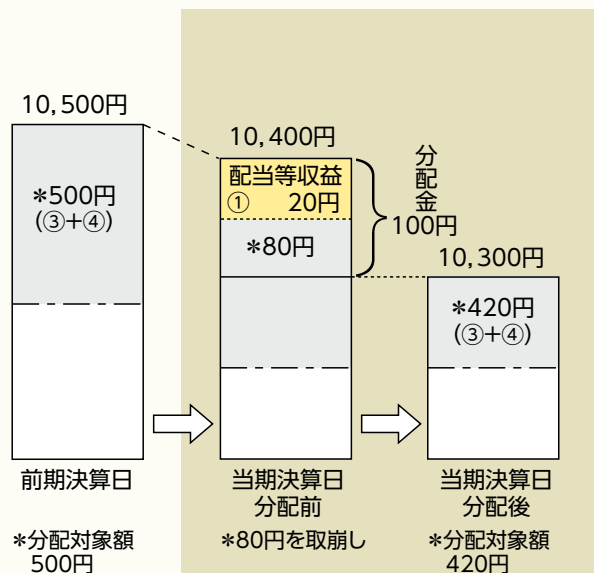 10,500円
*500円
(③+④)
10,400円
配当等収益
① 20円
*80円
分配金
100円
10,300円
*420円
(③+④)
前期決算日
当期決算日
分配前
当期決算日
分配後
*分配対象額
500円
*80円を取崩し
*分配対象額
420円